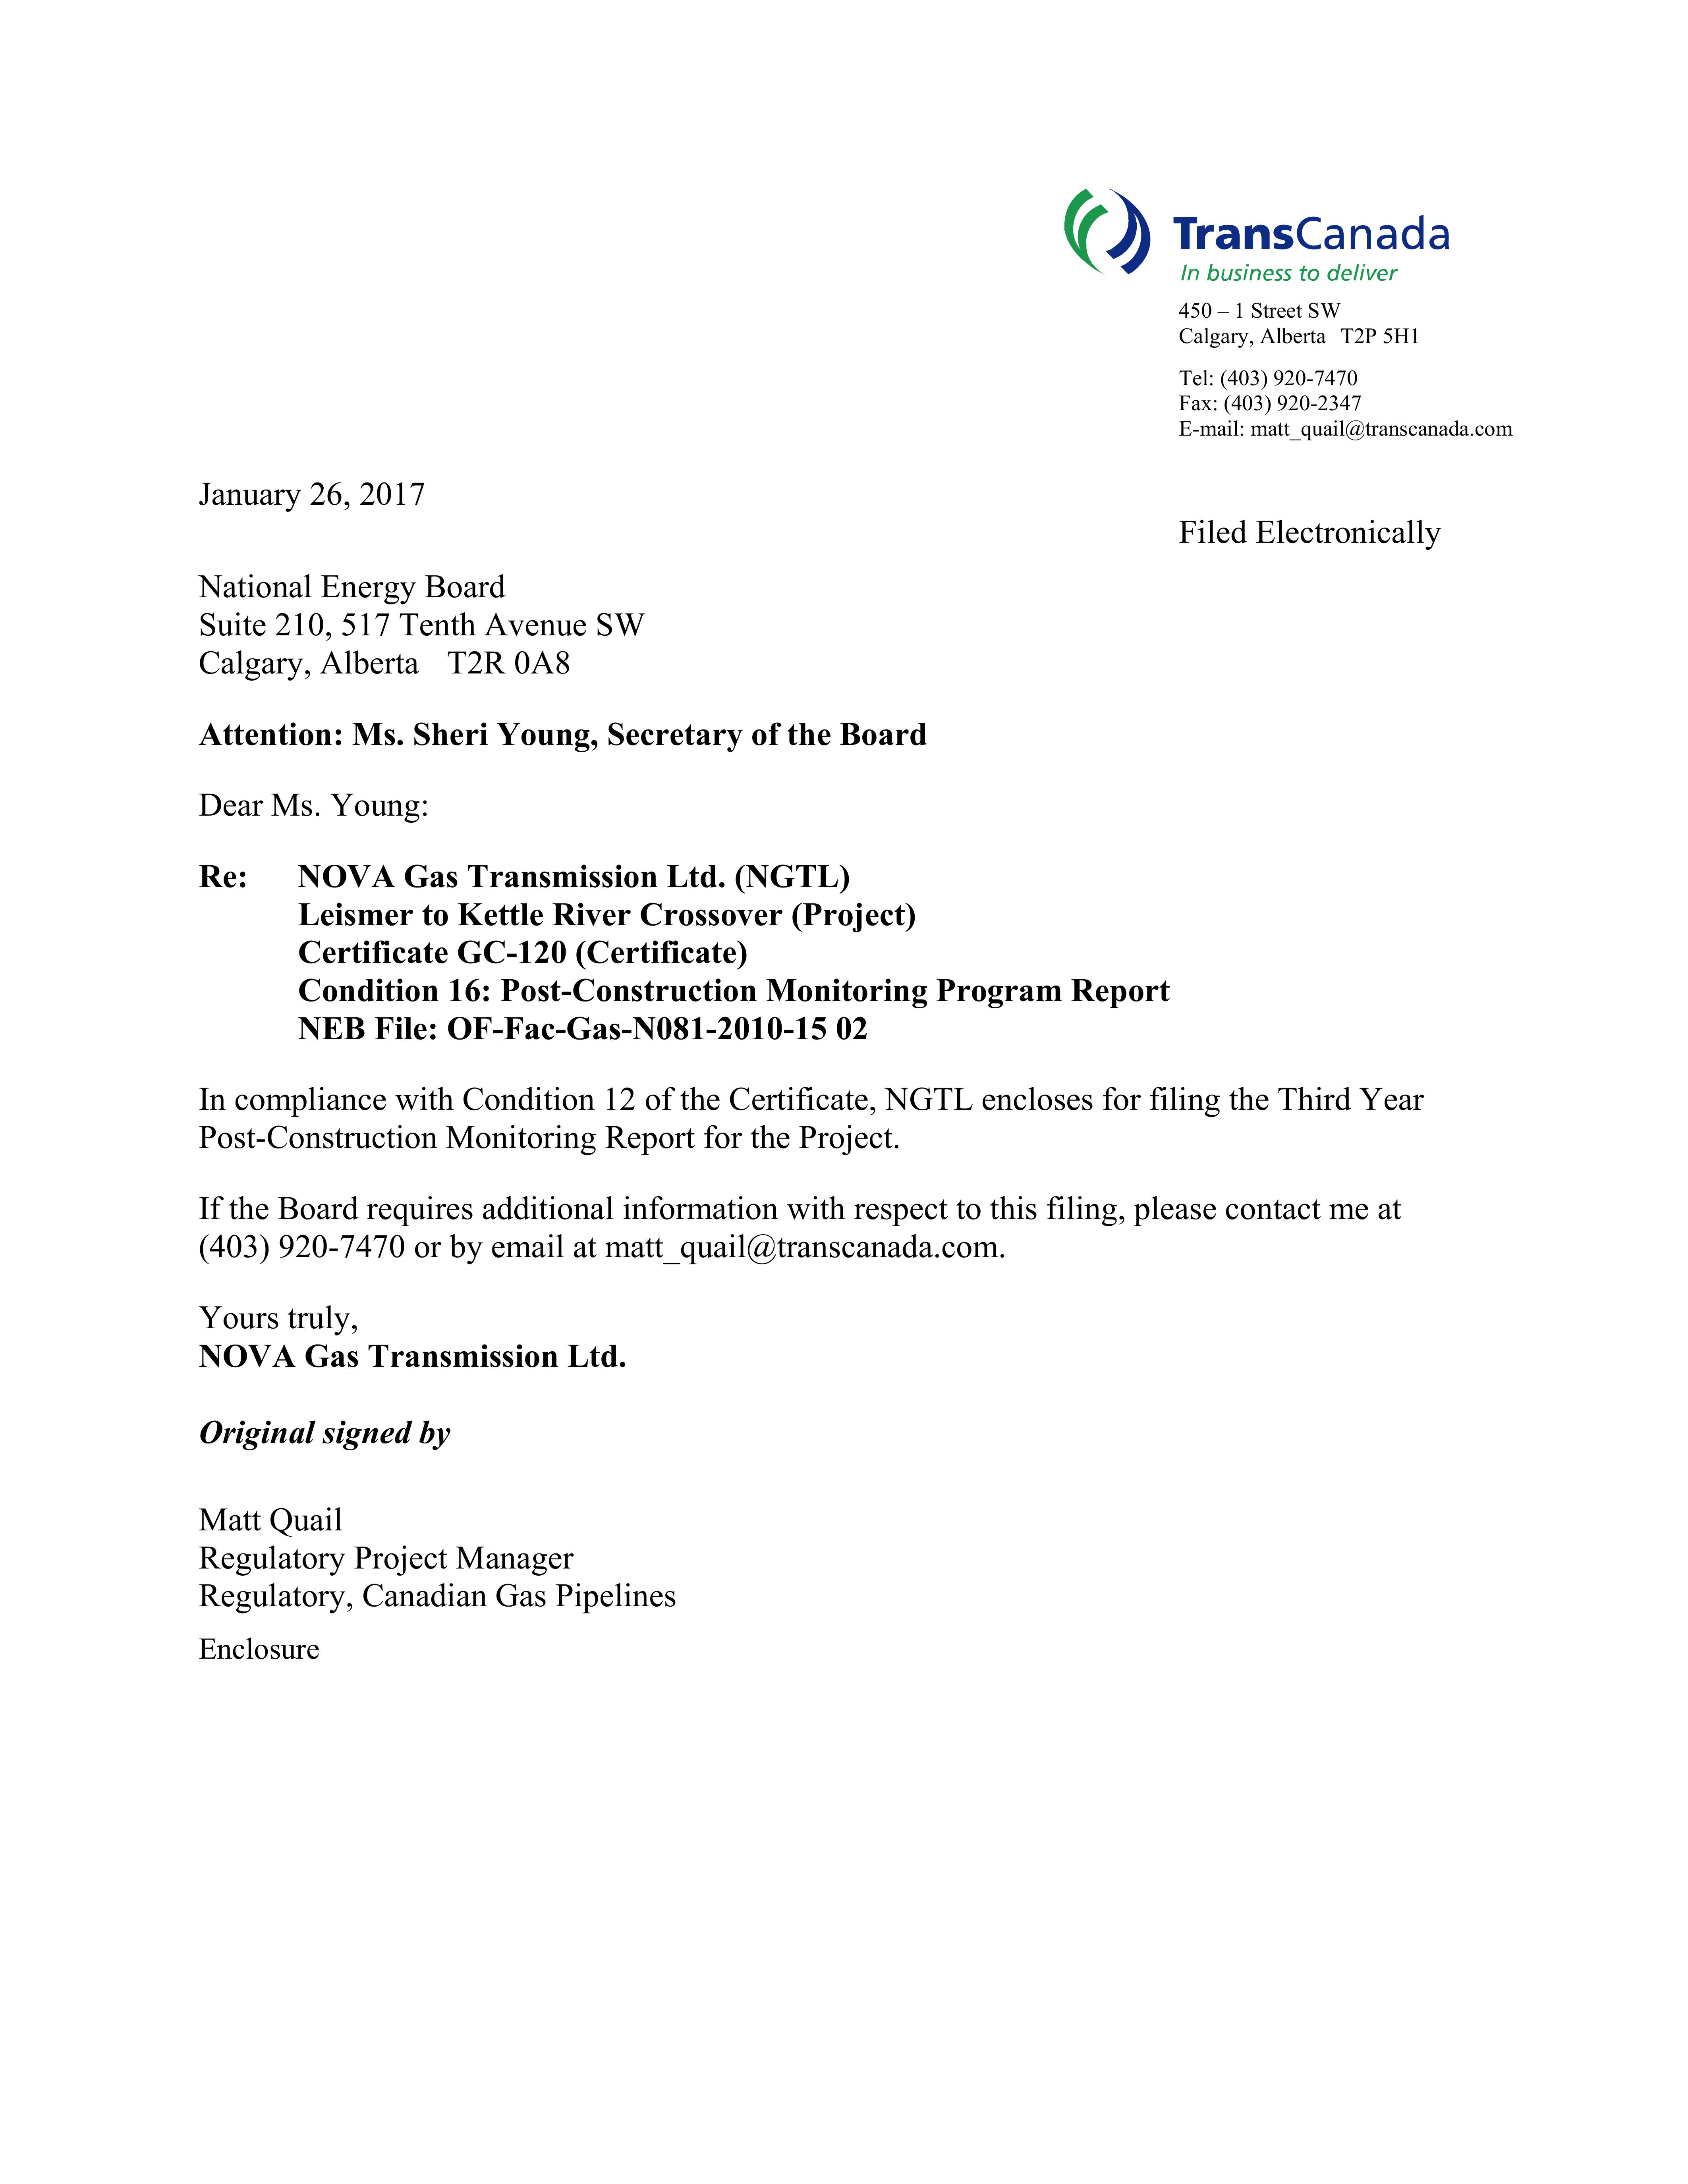 TransCanada
In business to deliver
450 – 1 Street SW
Calgary, Alberta T2P 5H1
Tel: (403) 920-7470
Fax: (403) 920-2347
E-mail: matt_quail@transcanada.com
January 26, 2017
Filed Electronically
National Energy Board
Suite 210, 517 Tenth Avenue SW
Calgary, Alberta T2R 0A8
Attention: Ms. Sheri Young, Secretary of the Board
Dear Ms. Young:
Re: NOVA Gas Transmission Ltd. (NGTL)
Leismer to Kettle River Crossover (Project)
Certificate GC-120 (Certificate)
Condition 16: Post-Construction Monitoring Program Report
NEB File: OF-Fac-Gas-N081-2010-15 02
In compliance with Condition 12 of the Certificate, NGTL encloses for filing the Third Year
Post-Construction Monitoring Report for the Project.
If the Board requires additional information with respect to this filing, please contact me at
(403) 920-7470 or by email at matt_quail@transcanada.com.
Yours truly,
NOVA Gas Transmission Ltd.
Original signed by
Matt Quail
Regulatory Project Manager
Regulatory, Canadian Gas Pipelines
Enclosure